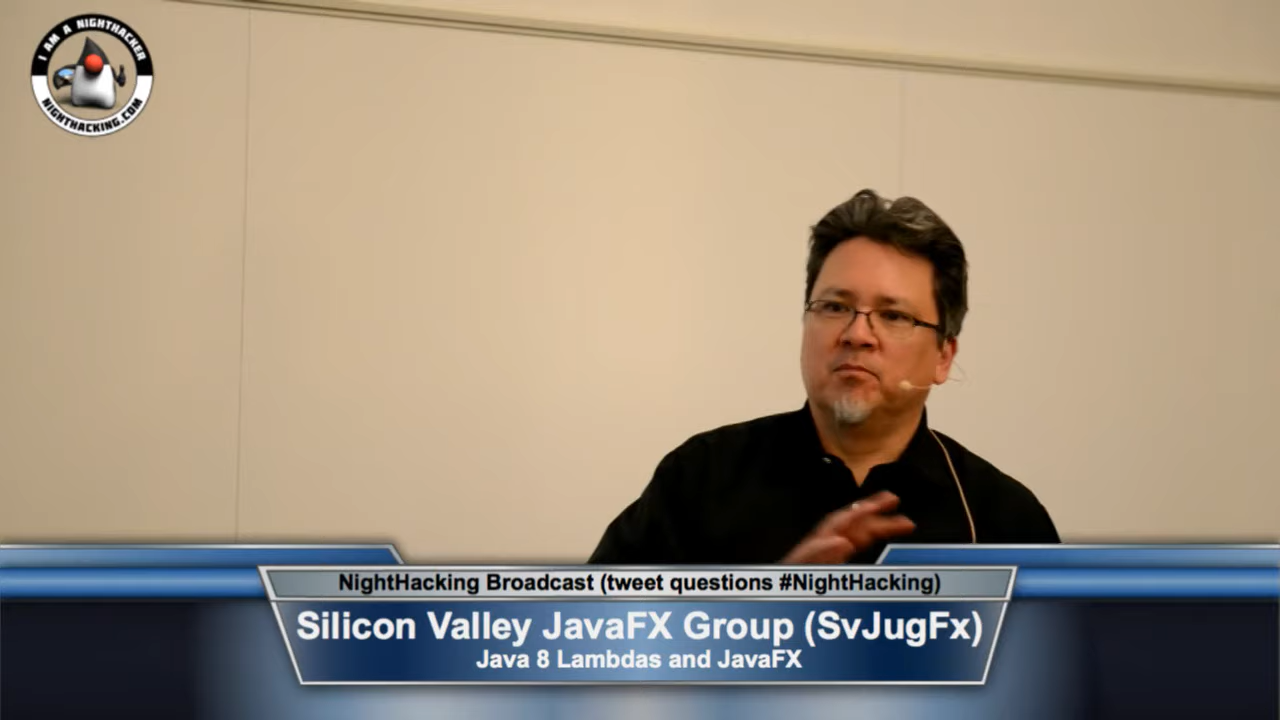 I AM A NIGHTHACKER
NIGHTHACKING.COM
NightHacking Broadcast (tweet questions #NightHacking)
Silicon Valley JavaFX Group (SvJugFx)
Java 8 Lambdas and JavaFX